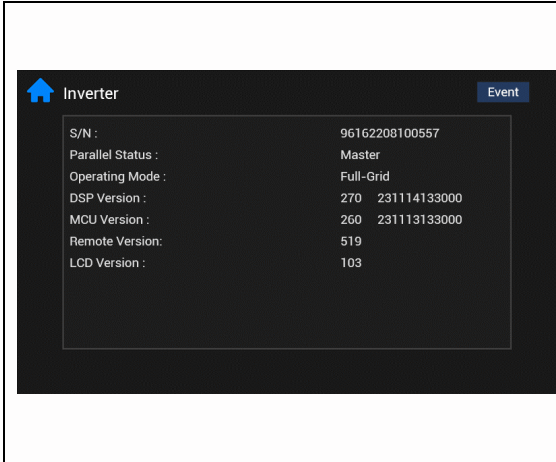 Inverter
Event
S/N : 96162208100557
Parallel Status : Master
Operating Mode : Full-Grid
DSP Version : 270 231114133000
MCU Version : 260 231113133000
Remote Version: 519
LCD Version : 103